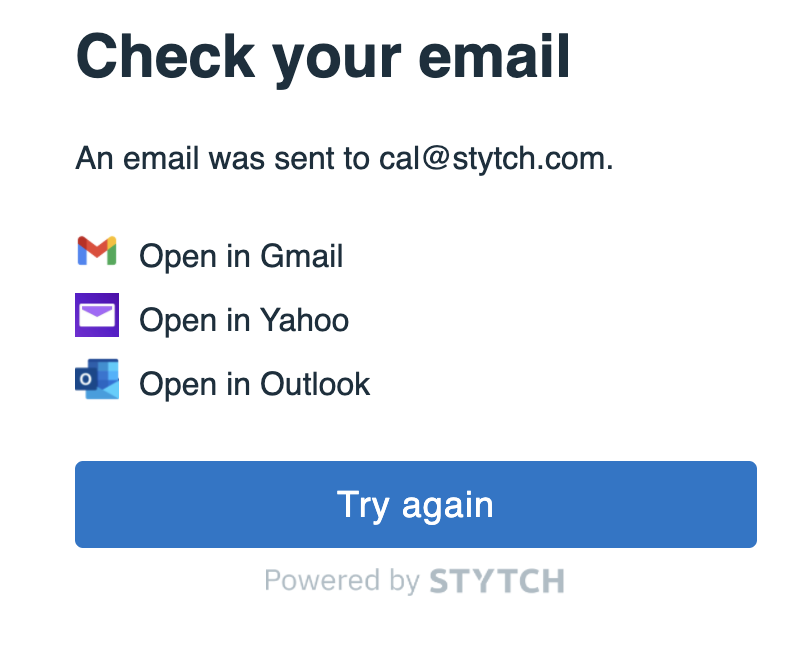 Check your email
An email was sent to cal@stytch.com.
Open in Gmail
Open in Yahoo
Open in Outlook
Try again
Powered by STYTCH